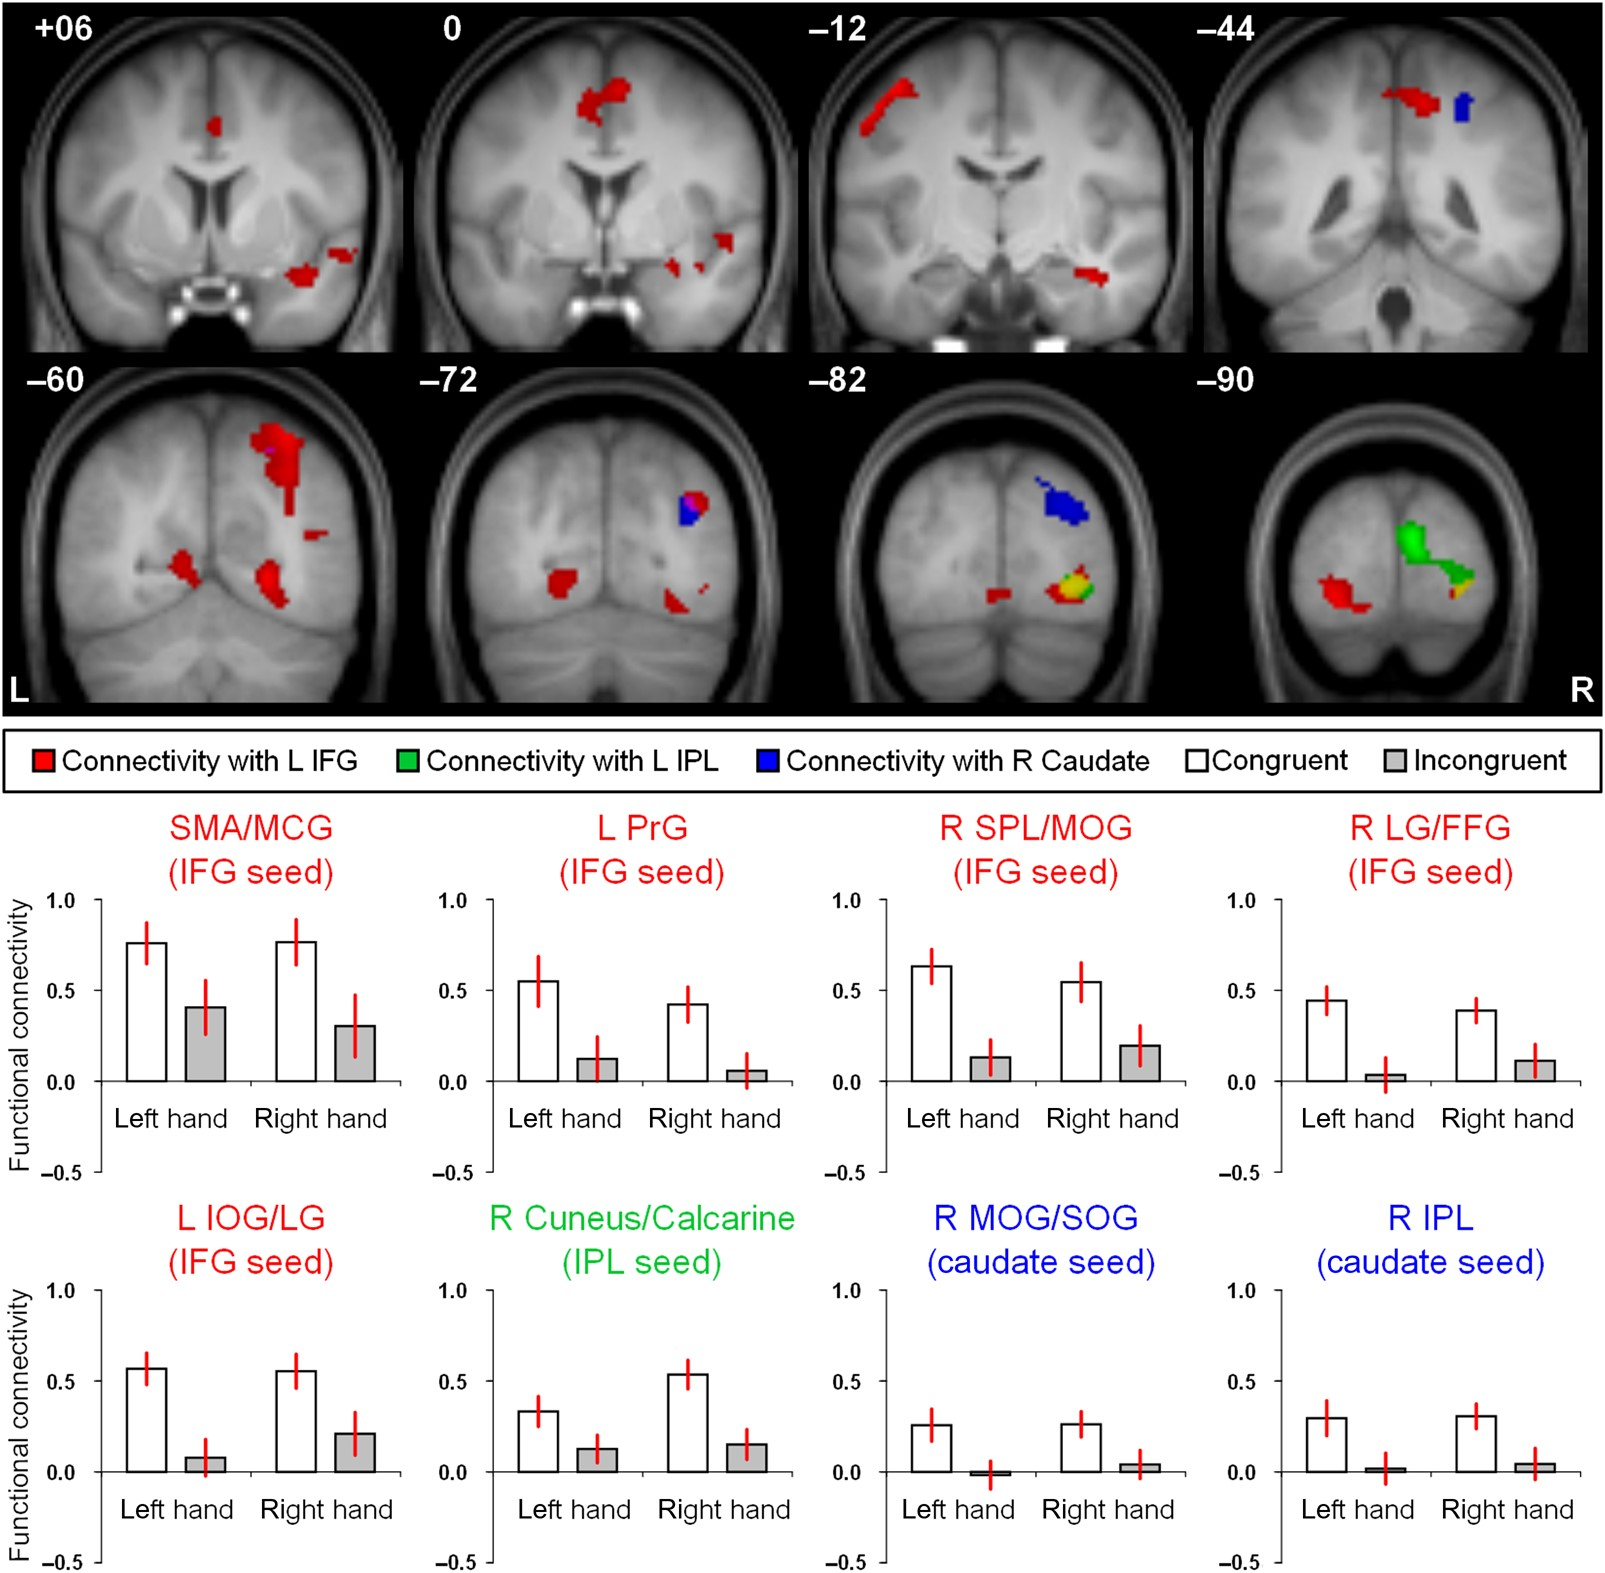 +06 0 –12 –44
–60 –72 –82 –90
L R
Connectivity with L IFG Connectivity with L IPL Connectivity with R Caudate Congruent Incongruent
SMA/MCG L PrG R SPL/MOG R LG/FFG
(IFG seed) (IFG seed) (IFG seed) (IFG seed)
Functional connectivity
1.0 1.0 1.0 1.0
0.5 0.5 0.5 0.5
0.0 0.0 0.0 0.0
Left hand Right hand Left hand Right hand Left hand Right hand Left hand Right hand
–0.5 –0.5 –0.5 –0.5
L IOG/LG R Cuneus/Calcarine R MOG/SOG R IPL
(IFG seed) (IPL seed) (caudate seed) (caudate seed)
Functional connectivity
1.0 1.0 1.0 1.0
0.5 0.5 0.5 0.5
0.0 0.0 0.0 0.0
Left hand Right hand Left hand Right hand Left hand Right hand Left hand Right hand
–0.5 –0.5 –0.5 –0.5